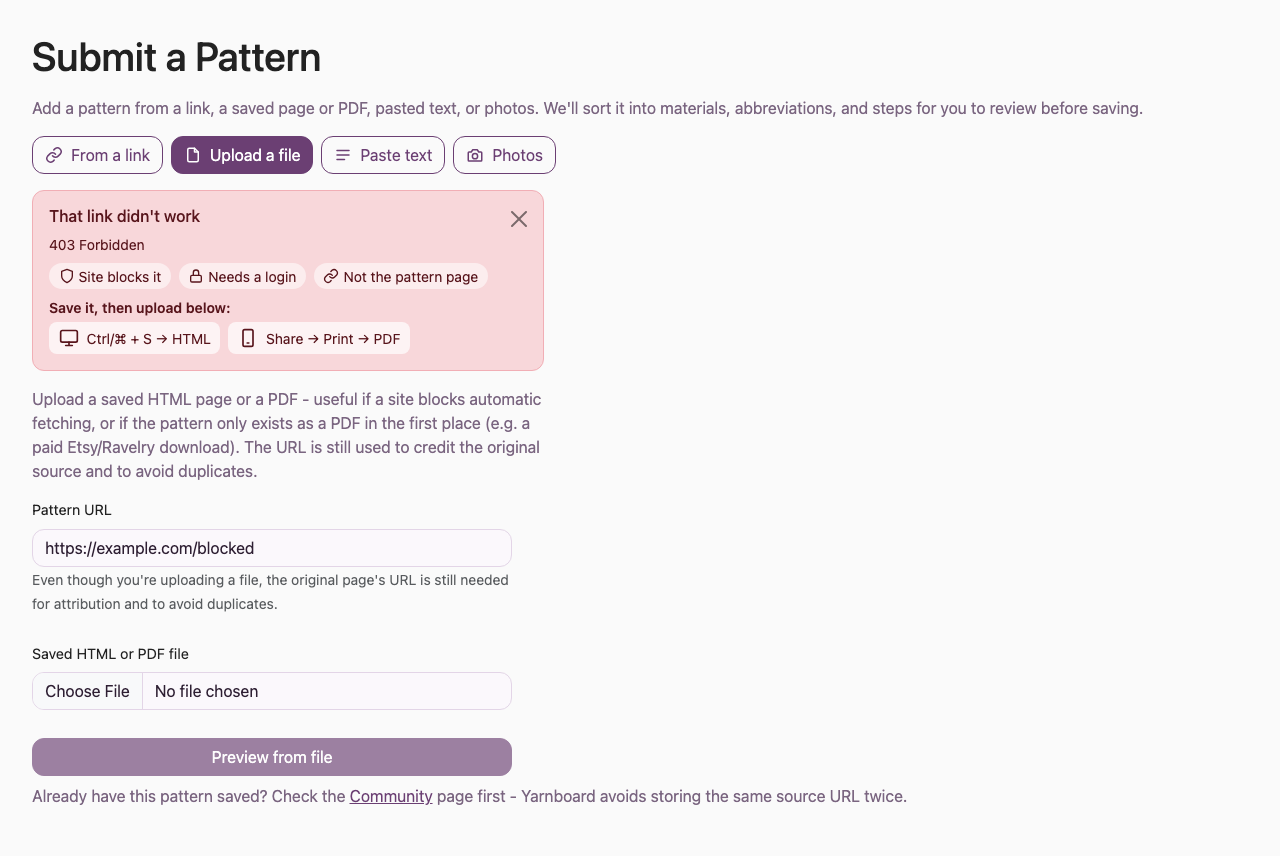 Submit a Pattern
Add a pattern from a link, a saved page or PDF, pasted text, or photos. We'll sort it into materials, abbreviations, and steps for you to review before saving.
From a link
Upload a file
Paste text
Photos
That link didn't work
403 Forbidden
Site blocks it
Needs a login
Not the pattern page
Save it, then upload below:
Ctrl/⌘ + S → HTML
Share → Print → PDF
Upload a saved HTML page or a PDF - useful if a site blocks automatic
fetching, or if the pattern only exists as a PDF in the first place (e.g. a
paid Etsy/Ravelry download). The URL is still used to credit the original
source and to avoid duplicates.
Pattern URL
https://example.com/blocked
Even though you're uploading a file, the original page's URL is still needed
for attribution and to avoid duplicates.
Saved HTML or PDF file
Choose File
No file chosen
Preview from file
Already have this pattern saved? Check the Community page first - Yarnboard avoids storing the same source URL twice.